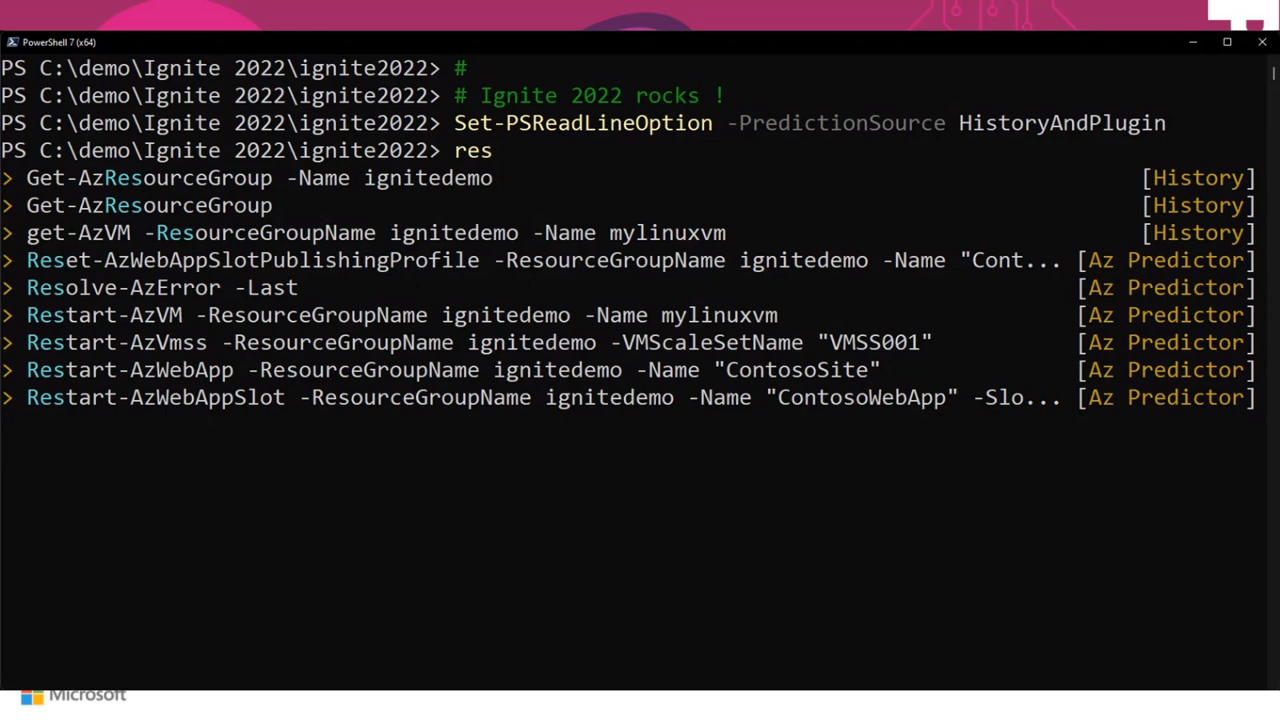 PowerShell 7 (x64)
PS C:\demo\Ignite 2022\ignite2022> #
PS C:\demo\Ignite 2022\ignite2022> # Ignite 2022 rocks !
PS C:\demo\Ignite 2022\ignite2022> Set-PSReadLineOption -PredictionSource HistoryAndPlugin
PS C:\demo\Ignite 2022\ignite2022> res
> Get-AzResourceGroup -Name ignitedemo [History]
> Get-AzResourceGroup [History]
> get-AzVM -ResourceGroupName ignitedemo -Name mylinuxvm [History]
> Reset-AzWebAppSlotPublishingProfile -ResourceGroupName ignitedemo -Name "Cont... [Az Predictor]
> Resolve-AzError -Last [Az Predictor]
> Restart-AzVM -ResourceGroupName ignitedemo -Name mylinuxvm [Az Predictor]
> Restart-AzVmss -ResourceGroupName ignitedemo -VMScaleSetName "VMSS001" [Az Predictor]
> Restart-AzWebApp -ResourceGroupName ignitedemo -Name "ContosoSite" [Az Predictor]
> Restart-AzWebAppSlot -ResourceGroupName ignitedemo -Name "ContosoWebApp" -Slo... [Az Predictor]
Microsoft